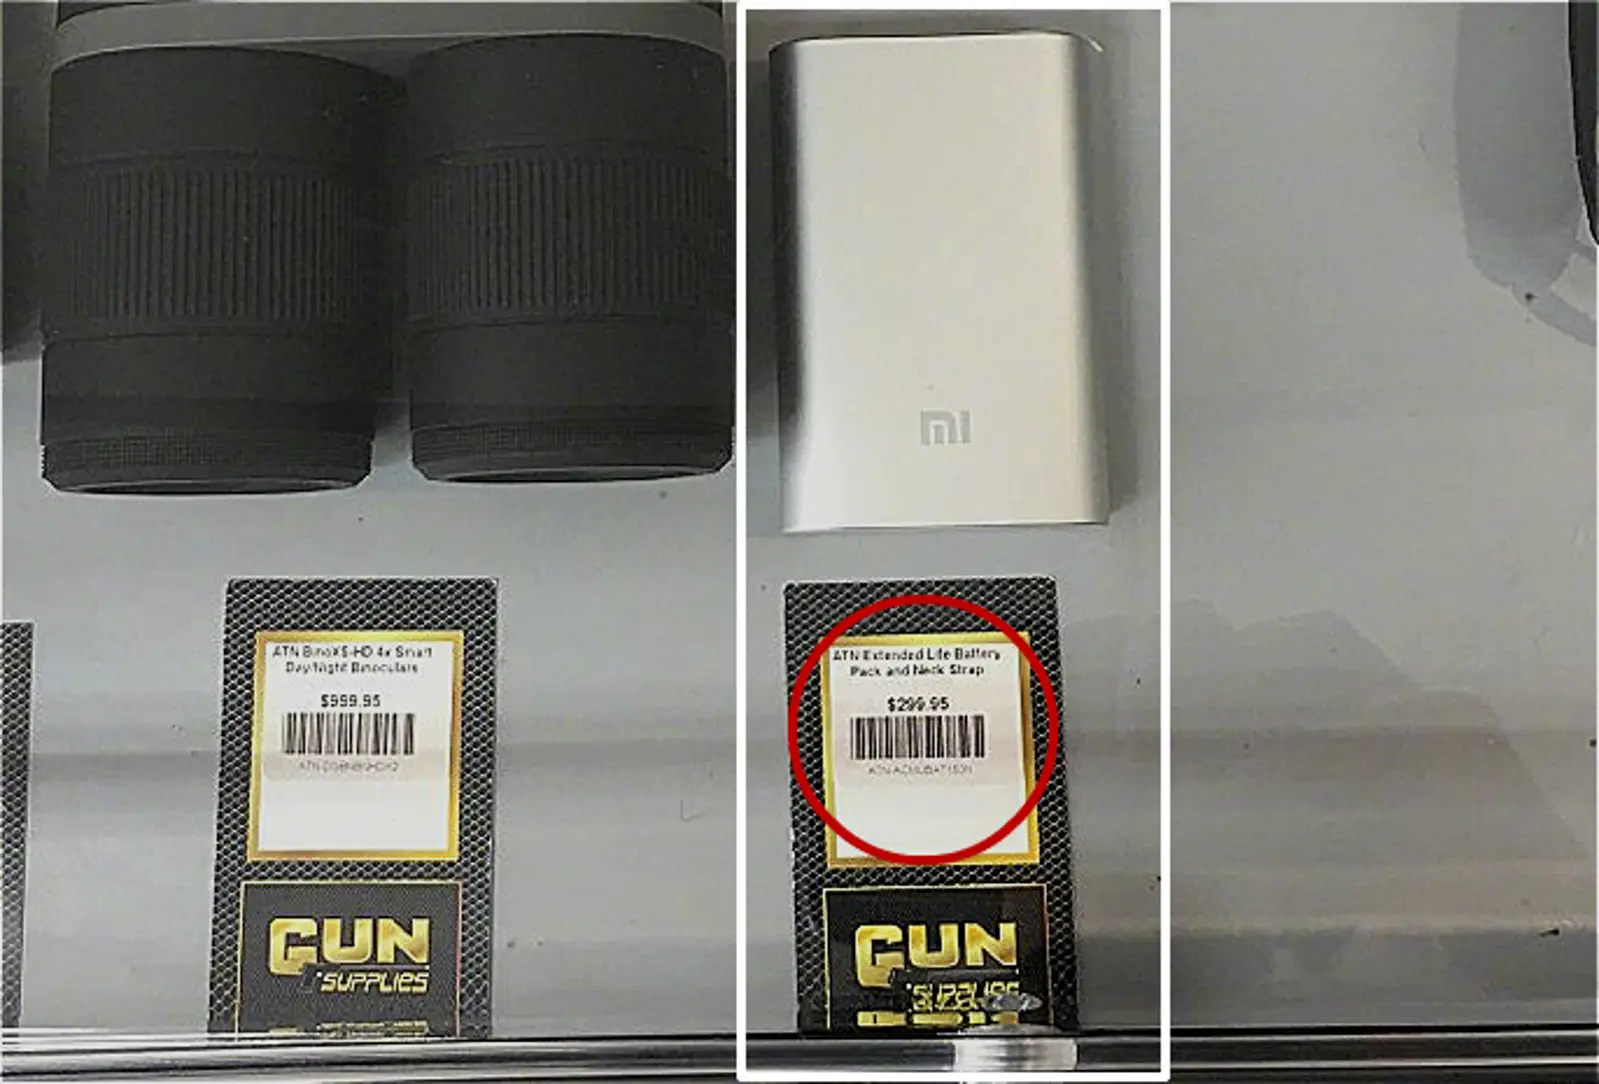 mi
ATN BinoX5-HD 4x Smart
Day/Night Binoculars
$999.95
ATN Extended Life Battery
Pack and Neck Strap
$299.95
GUN
SUPPLIES
GUN
SUPPLIES